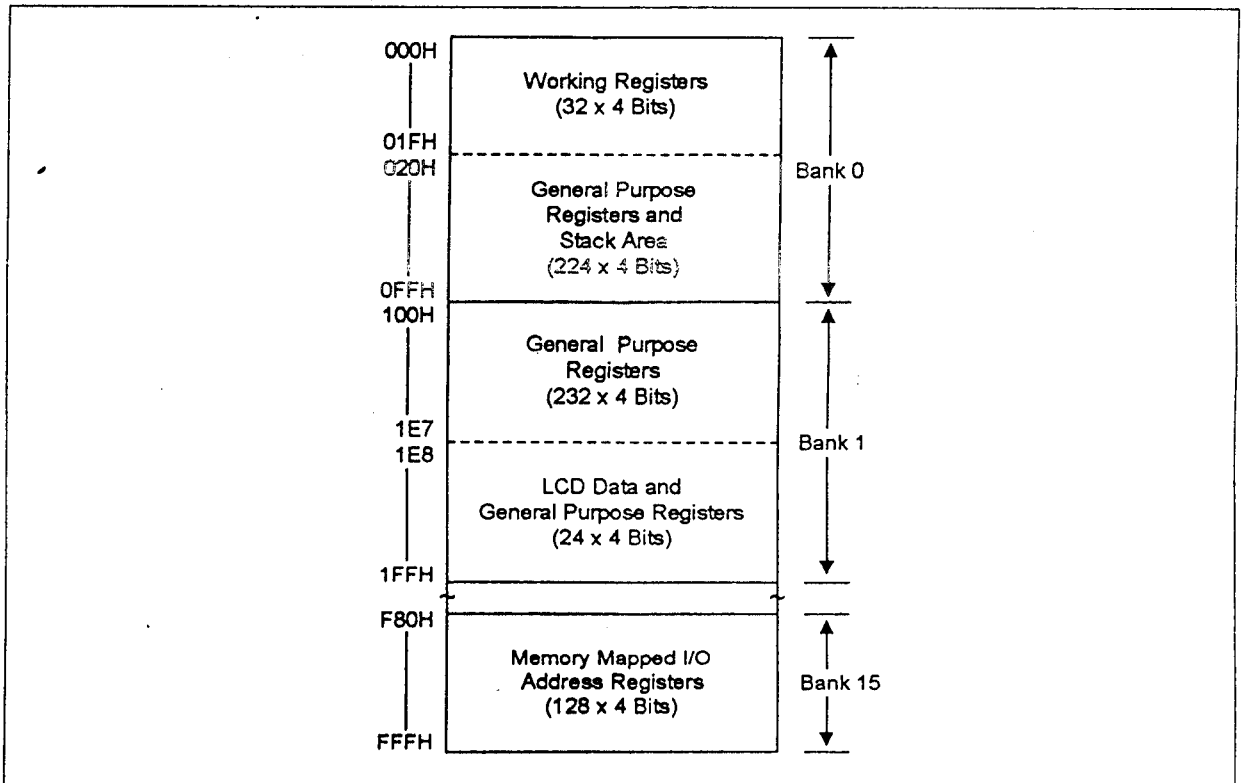 000H
Working Registers
(32 x 4 Bits)
01FH
020H
Bank 0
General Purpose
Registers and
Stack Area
(224 x 4 Bits)
0FFH
100H
General Purpose
Registers
(232 x 4 Bits)
1E7
1E8
Bank 1
LCD Data and
General Purpose Registers
(24 x 4 Bits)
1FFH
F80H
Memory Mapped I/O
Address Registers
(128 x 4 Bits)
Bank 15
FFFH